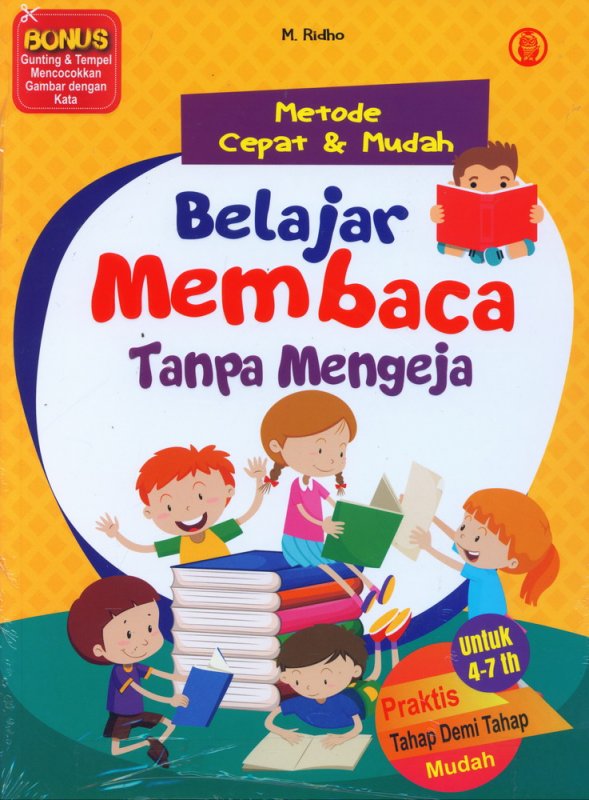 BONUS
Gunting & Tempel
Mencocokkan
Gambar dengan
Kata
M. Ridho
Metode
Cepat & Mudah
Belajar
Membaca
Tanpa Mengeja
Untuk
4-7 th
Praktis
Tahap Demi Tahap
Mudah